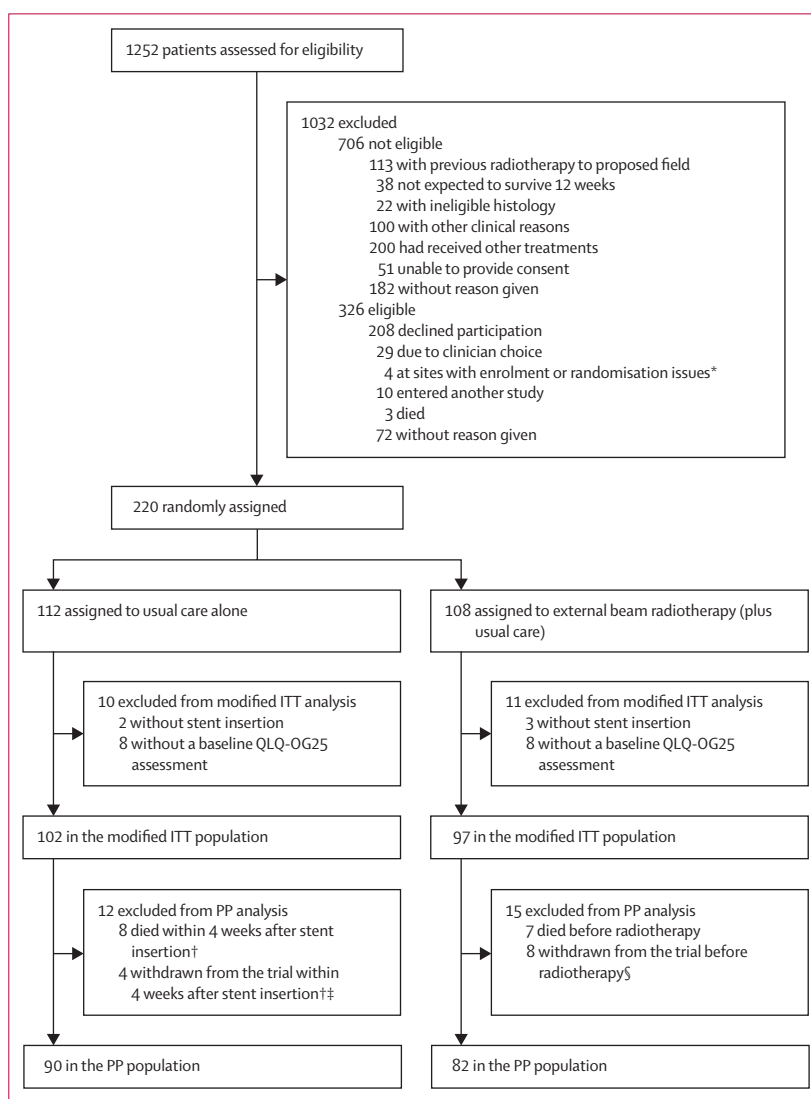 1252 patients assessed for eligibility
1032 excluded
706 not eligible
113 with previous radiotherapy to proposed field
38 not expected to survive 12 weeks
22 with ineligible histology
100 with other clinical reasons
200 had received other treatments
51 unable to provide consent
182 without reason given
326 eligible
208 declined participation
29 due to clinician choice
4 at sites with enrolment or randomisation issues*
10 entered another study
3 died
72 without reason given
220 randomly assigned
112 assigned to usual care alone
108 assigned to external beam radiotherapy (plus
usual care)
10 excluded from modified ITT analysis
2 without stent insertion
8 without a baseline QLQ-OG25
assessment
11 excluded from modified ITT analysis
3 without stent insertion
8 without a baseline QLQ-OG25
assessment
102 in the modified ITT population
97 in the modified ITT population
12 excluded from PP analysis
8 died within 4 weeks after stent
insertion†
4 withdrawn from the trial within
4 weeks after stent insertion†‡
15 excluded from PP analysis
7 died before radiotherapy
8 withdrawn from the trial before
radiotherapy§
90 in the PP population
82 in the PP population